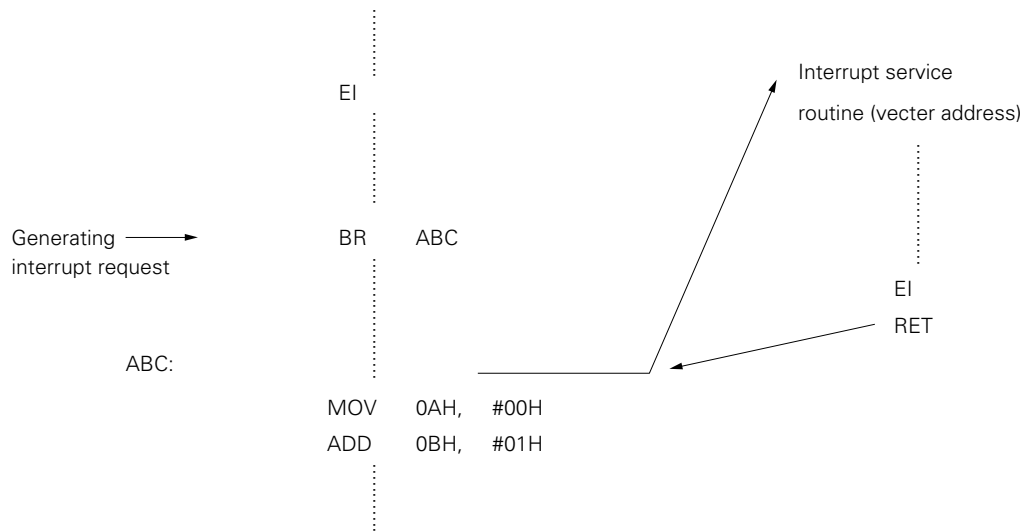 Interrupt service
routine (vecter address)
EI
BR ABC
Generating
interrupt request
EI
RET
ABC:
MOV 0AH, #00H
ADD 0BH, #01H